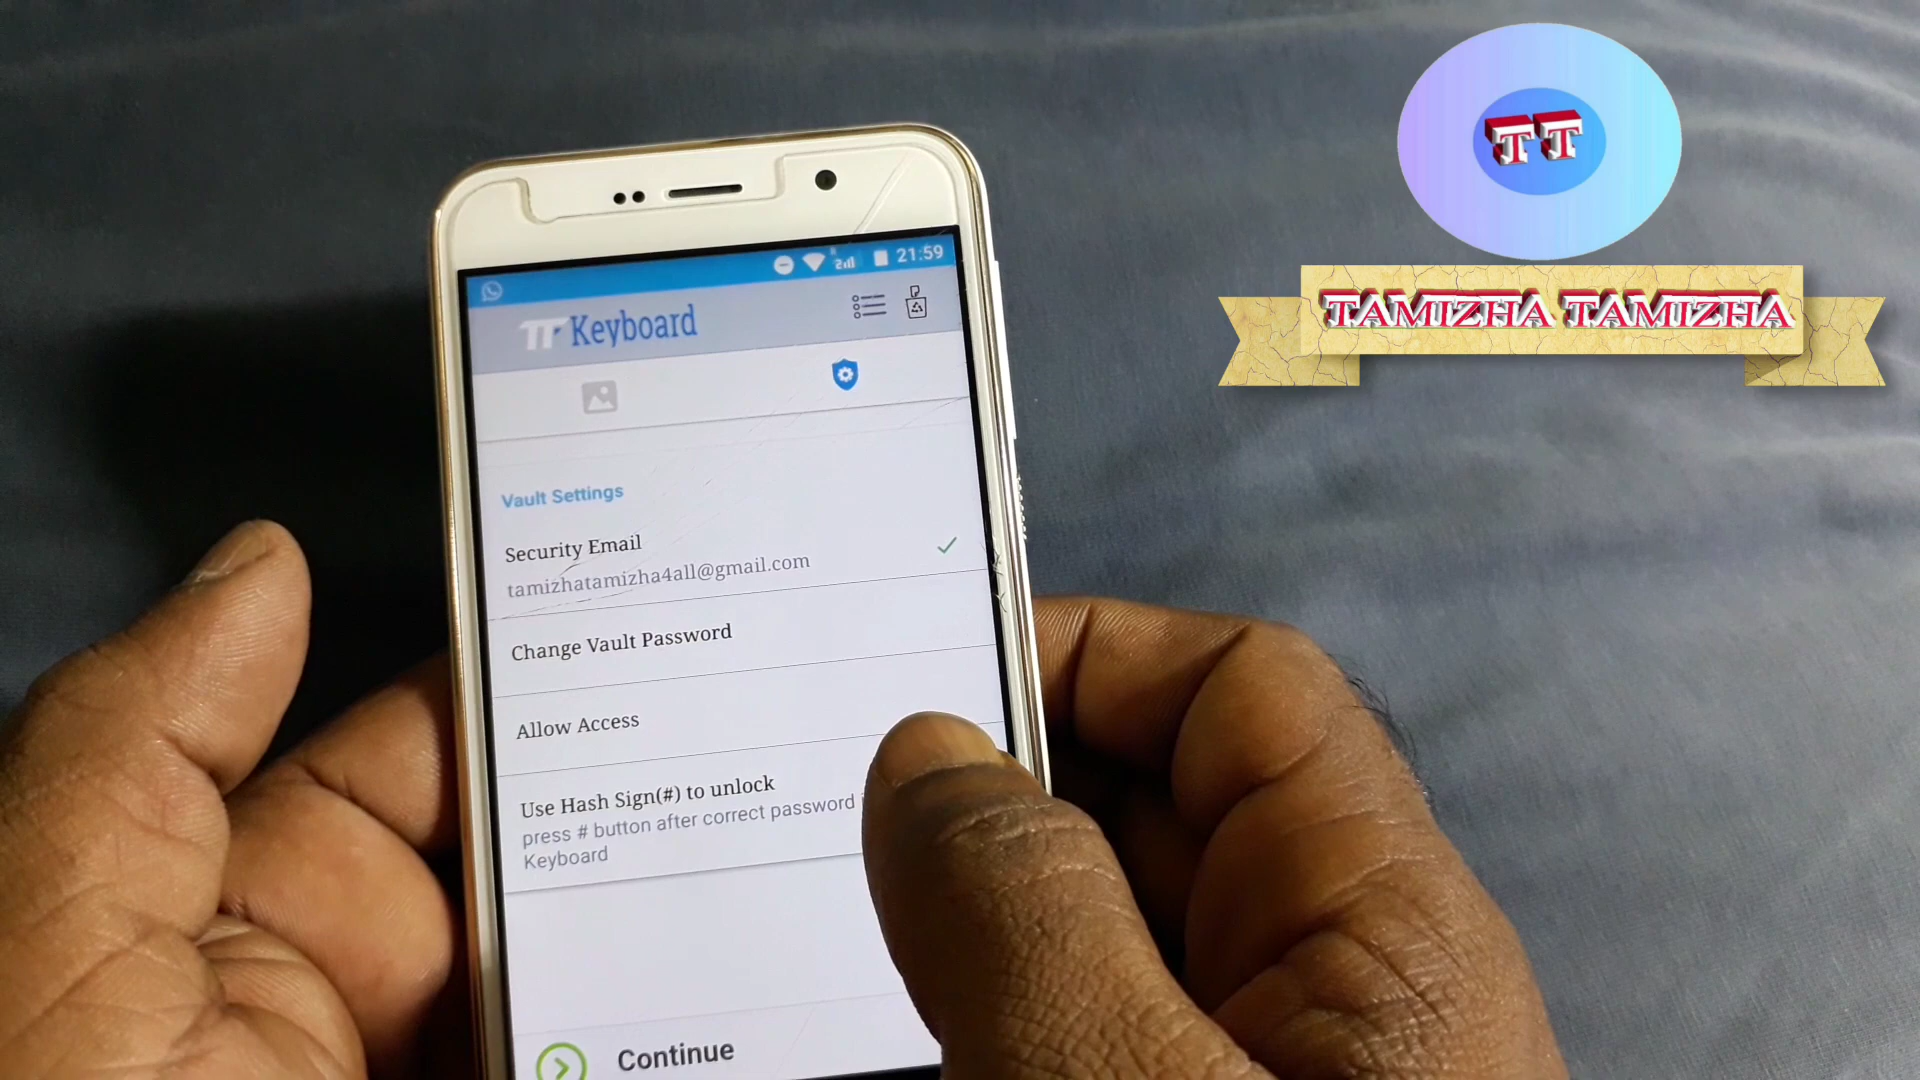 TT
TAMIZHA TAMIZHA
21:59
Keyboard
Vault Settings
Security Email
tamizhatamizha4all@gmail.com
Change Vault Password
Allow Access
Use Hash Sign(#) to unlock
press # button after correct password
Keyboard
Continue